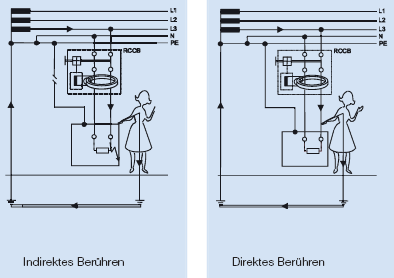 L1
L2
L3
N
PE
RCCB
Indirektes Berühren
L1
L2
L3
N
PE
RCCB
Direktes Berühren